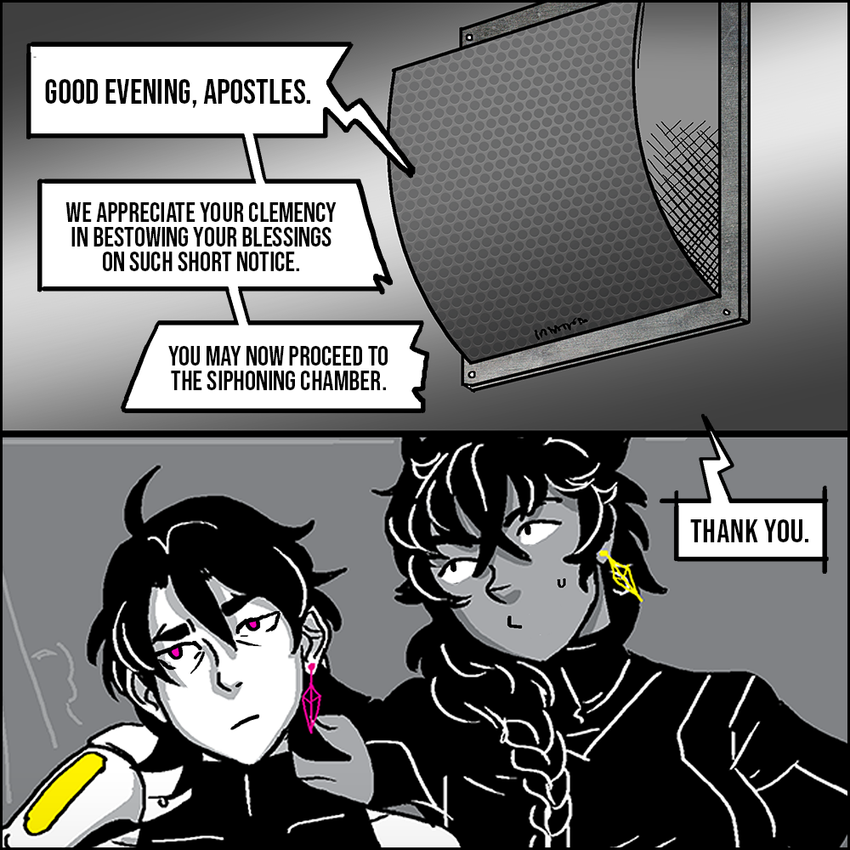 GOOD EVENING, APOSTLES.
WE APPRECIATE YOUR CLEMENCY
IN BESTOWING YOUR BLESSINGS
ON SUCH SHORT NOTICE.
YOU MAY NOW PROCEED TO
THE SIPHONING CHAMBER.
THANK YOU.